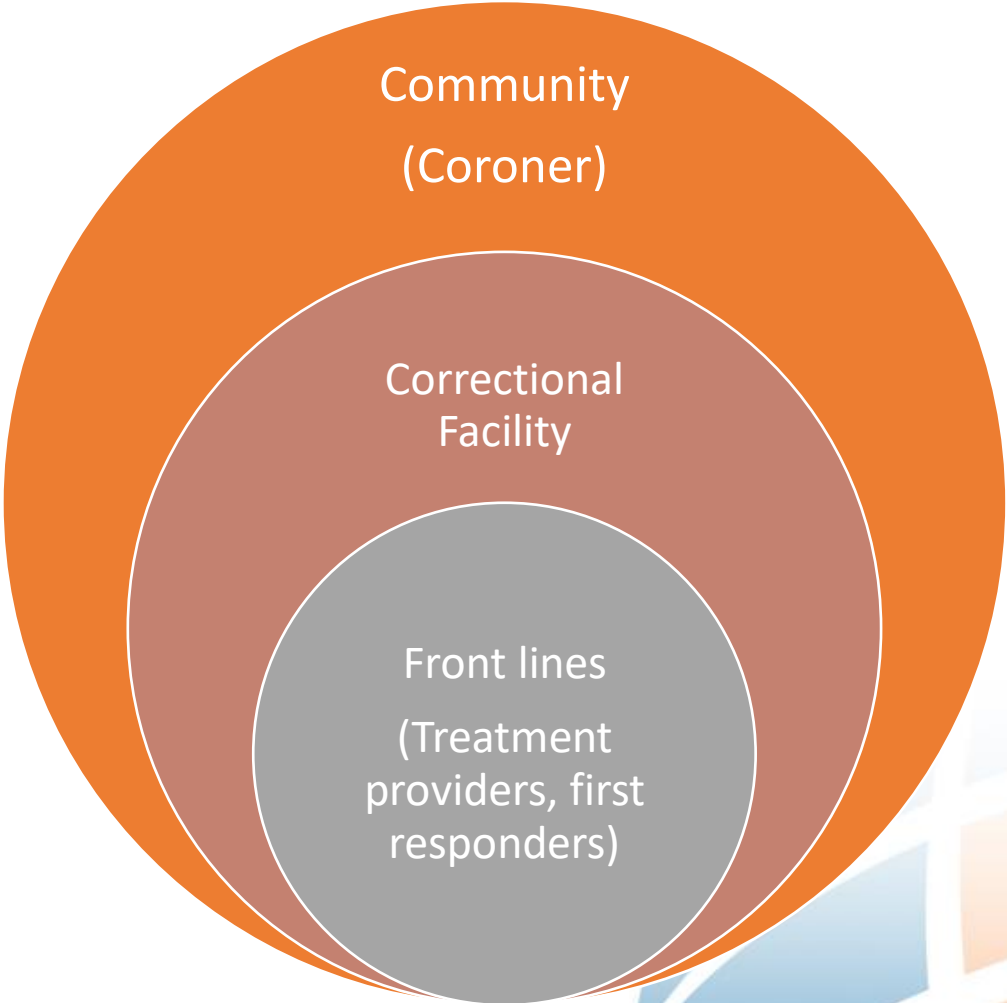 Community
(Coroner)
Correctional
Facility
Front lines
(Treatment
providers, first
responders)